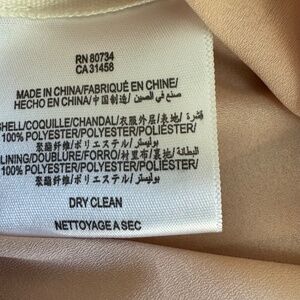 RN 80734
CA 31458
MADE IN CHINA/FABRIQUÉ EN CHINE/
HECHO EN CHINA/中国制造/ صنع في الصين
SHELL/COQUILLE/CHANDAL/衣服外层/表地/ قشرة
100% POLYESTER/POLYESTER/POLIÉSTER/
聚酯纤维/ポリエステル/ بوليستر
LINING/DOUBLURE/FORRO/衬里布/裏地/ البطانة
100% POLYESTER/POLYESTER/POLIÉSTER/
聚酯纤维/ポリエステル/ بوليستر
DRY CLEAN
NETTOYAGE A SEC